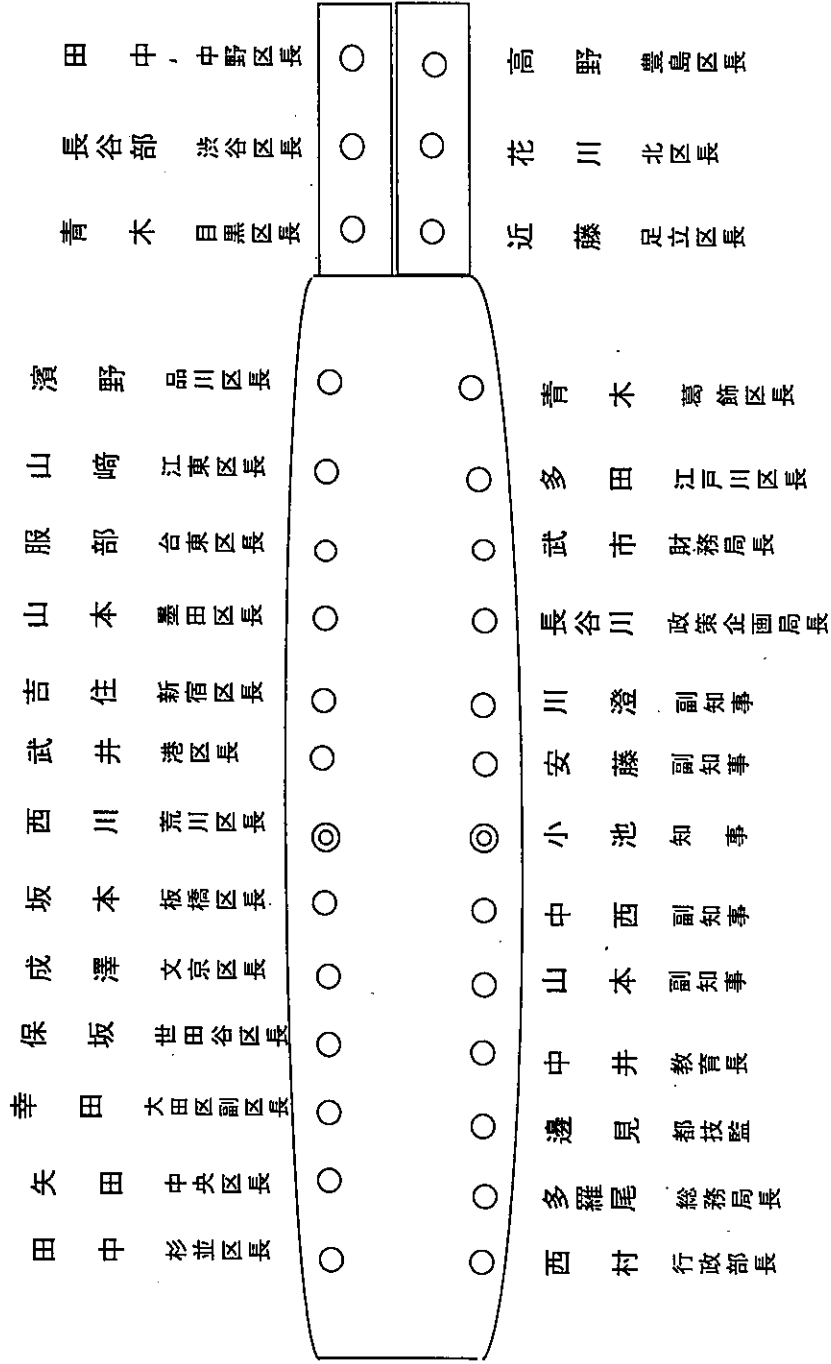 田中 中野区長
長谷部 渋谷区長
青木 目黒区長
濱野 品川区長
山﨑 江東区長
服部 台東区長
山本 墨田区長
吉住 新宿区長
武井 港区長
西川 荒川区長
坂本 板橋区長
成澤 文京区長
保坂 世田谷区長
幸田 大田区副区長
矢田 中央区長
田中 杉並区長
高野 豊島区長
花川 北区長
近藤 足立区長
青木 葛飾区長
多田 江戸川区長
武市 財務局長
長谷川 政策企画局長
川澄 副知事
安藤 副知事
小池 知事
中西 副知事
山本 副知事
中井 教育長
邊見 都技監
多羅尾 総務局長
西村 行政部長